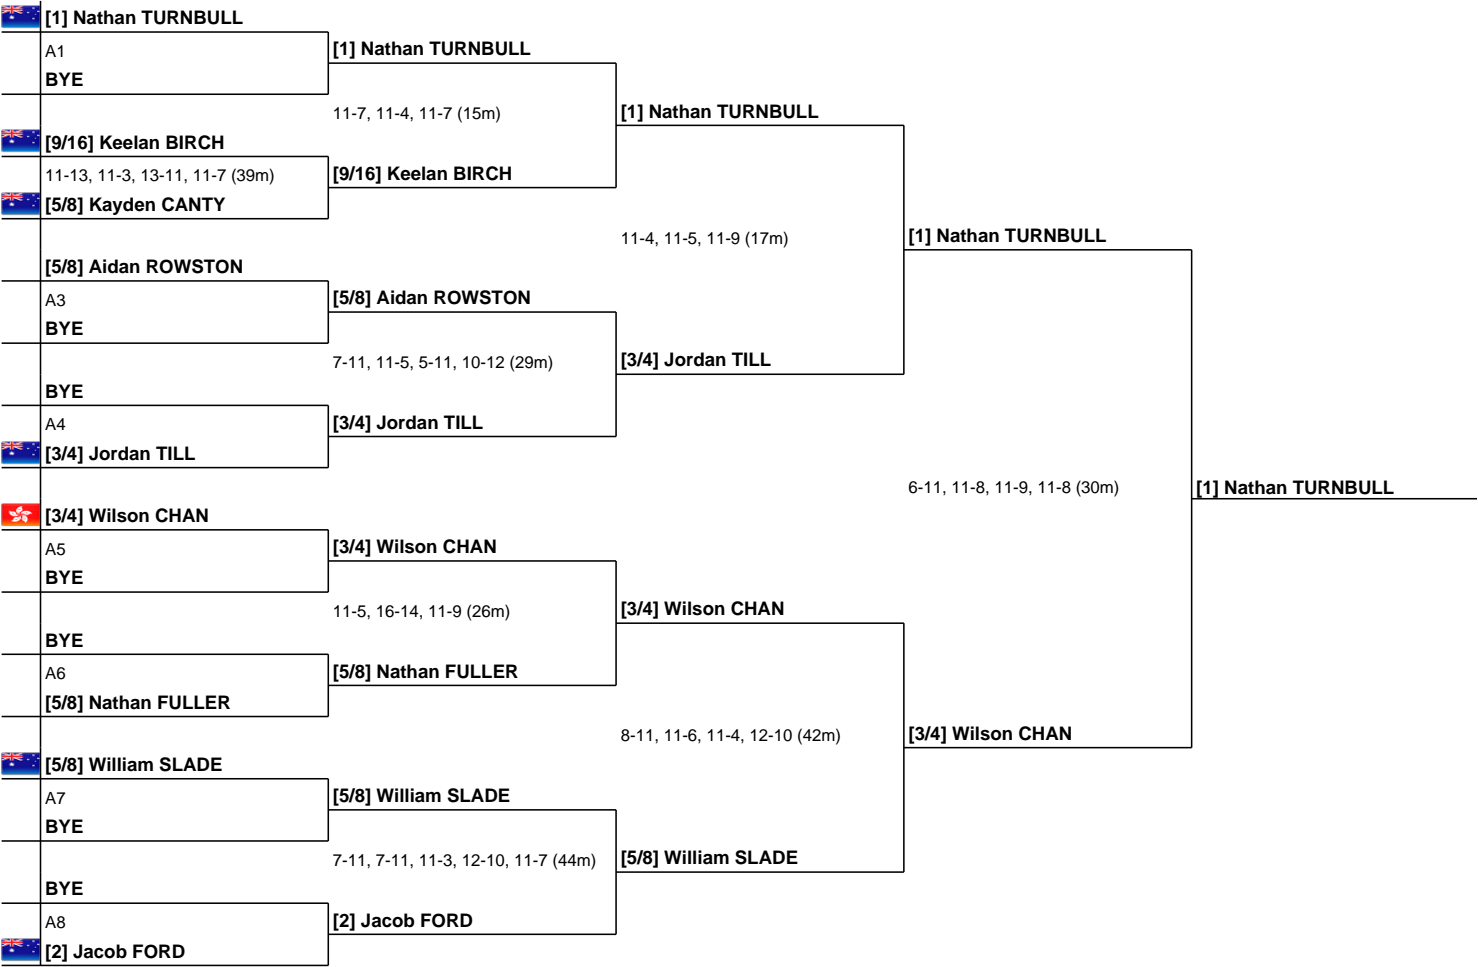 [1] Nathan TURNBULL
A1
BYE
[9/16] Keelan BIRCH
11-13, 11-3, 13-11, 11-7 (39m)
[5/8] Kayden CANTY
[5/8] Aidan ROWSTON
A3
BYE
BYE
A4
[3/4] Jordan TILL
[3/4] Wilson CHAN
A5
BYE
BYE
A6
[5/8] Nathan FULLER
[5/8] William SLADE
A7
BYE
BYE
A8
[2] Jacob FORD
[1] Nathan TURNBULL
11-7, 11-4, 11-7 (15m)
[9/16] Keelan BIRCH
[5/8] Aidan ROWSTON
7-11, 11-5, 5-11, 10-12 (29m)
[3/4] Jordan TILL
[3/4] Wilson CHAN
11-5, 16-14, 11-9 (26m)
[5/8] Nathan FULLER
[5/8] William SLADE
7-11, 7-11, 11-3, 12-10, 11-7 (44m)
[2] Jacob FORD
[1] Nathan TURNBULL
11-4, 11-5, 11-9 (17m)
[3/4] Jordan TILL
[3/4] Wilson CHAN
8-11, 11-6, 11-4, 12-10 (42m)
[5/8] William SLADE
[1] Nathan TURNBULL
6-11, 11-8, 11-9, 11-8 (30m)
[3/4] Wilson CHAN
[1] Nathan TURNBULL